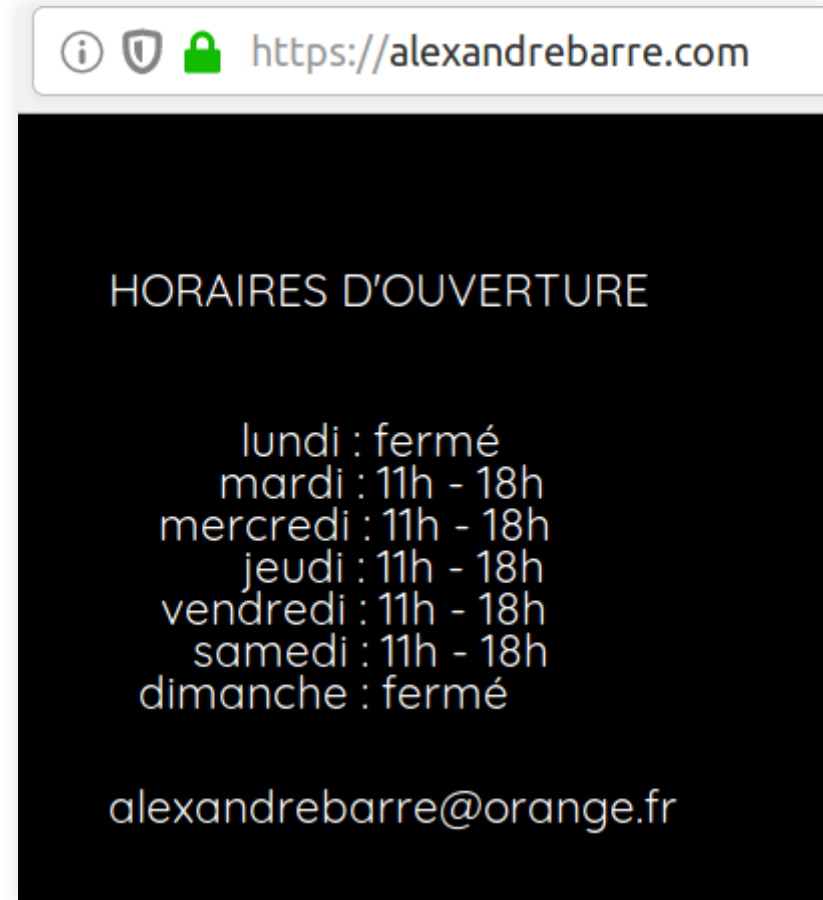 https://alexandrebarre.com
HORAIRES D'OUVERTURE
lundi : fermé
mardi : 11h - 18h
mercredi : 11h - 18h
jeudi : 11h - 18h
vendredi : 11h - 18h
samedi : 11h - 18h
dimanche : fermé
alexandrebarre@orange.fr